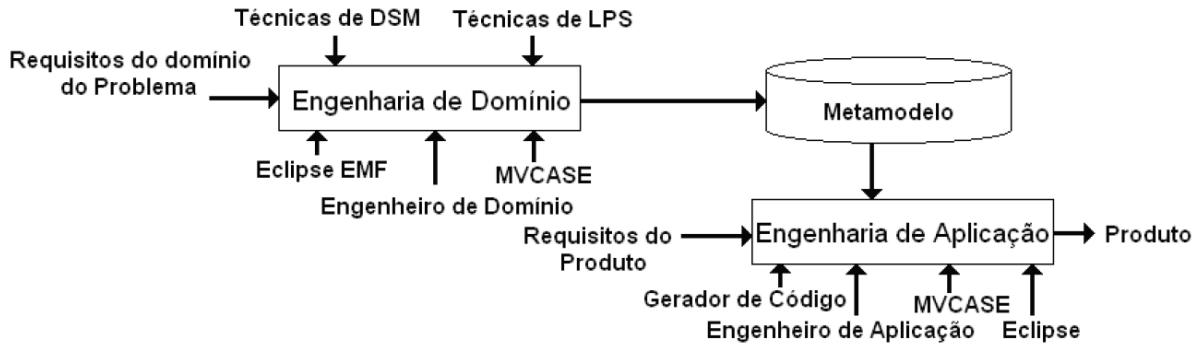 Técnicas de DSM
Técnicas de LPS
Requisitos do domínio
do Problema
Engenharia de Domínio
Metamodelo
Eclipse EMF
MVCASE
Engenheiro de Domínio
Requisitos do
Produto
Engenharia de Aplicação
Produto
Gerador de Código
MVCASE
Engenheiro de Aplicação
Eclipse